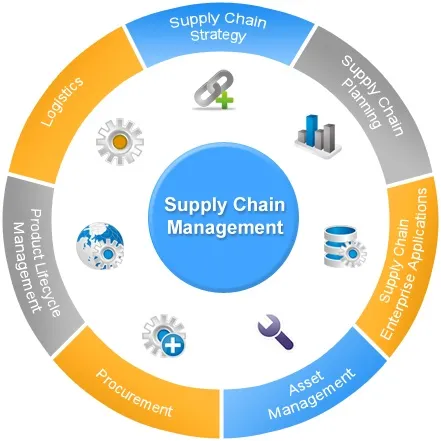 Supply Chain
Strategy
Supply Chain
Planning
Supply Chain
Enterprise Applications
Asset
Management
Procurement
Product Lifecycle
Management
Logistics
Supply Chain
Management